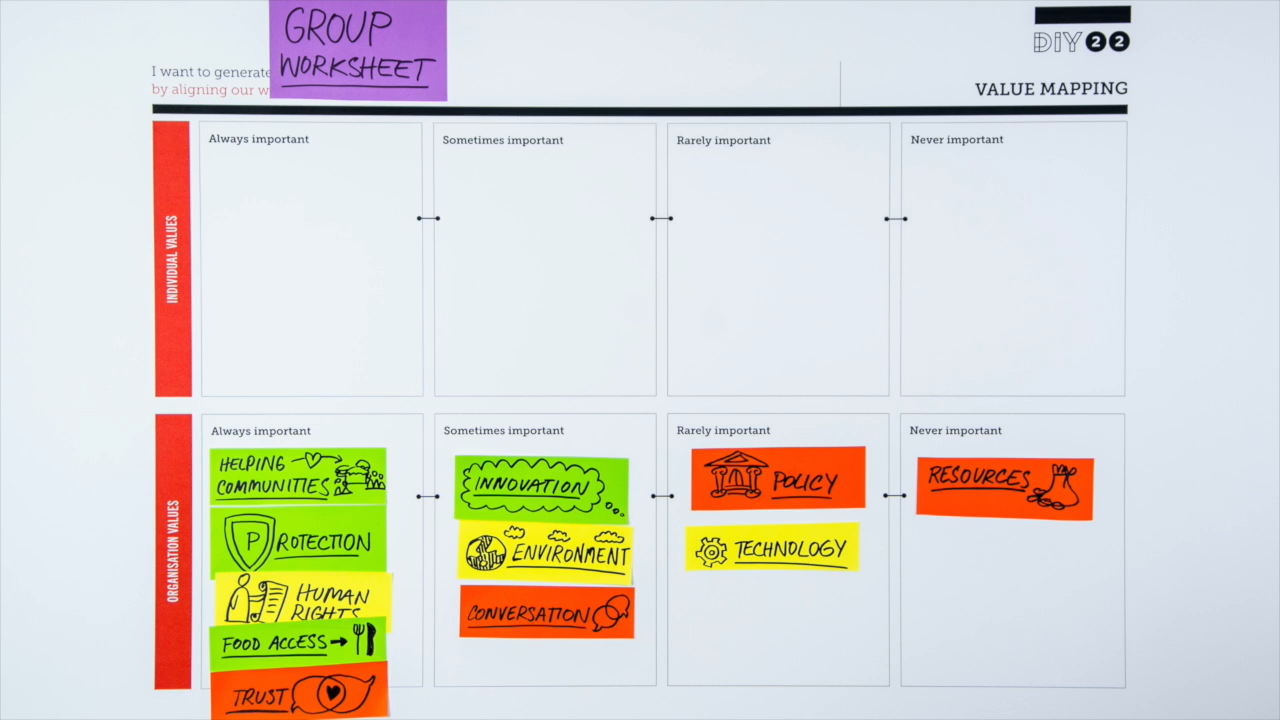 GROUP
WORKSHEET
DIY 22
I want to generate
by aligning our w
VALUE MAPPING
INDIVIDUAL VALUES
Always important
Sometimes important
Rarely important
Never important
ORGANISATION VALUES
Always important
HELPING
COMMUNITIES
PROTECTION
HUMAN
RIGHTS
FOOD ACCESS
TRUST
Sometimes important
INNOVATION
ENVIRONMENT
CONVERSATION
Rarely important
POLICY
TECHNOLOGY
Never important
RESOURCES